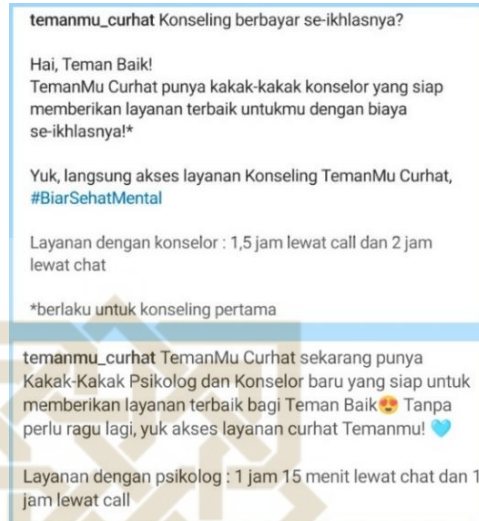 temanmu_curhat Konseling berbayar se-ikhlasnya?
Hai, Teman Baik!
TemanMu Curhat punya kakak-kakak konselor yang siap
memberikan layanan terbaik untukmu dengan biaya
se-ikhlasnya!*
Yuk, langsung akses layanan Konseling TemanMu Curhat,
#BiarSehatMental
Layanan dengan konselor : 1,5 jam lewat call dan 2 jam
lewat chat
*berlaku untuk konseling pertama
temanmu_curhat TemanMu Curhat sekarang punya
Kakak-Kakak Psikolog dan Konselor baru yang siap untuk
memberikan layanan terbaik bagi Teman Baik😍 Tanpa
perlu ragu lagi, yuk akses layanan curhat Temanmu! 🩵
Layanan dengan psikolog : 1 jam 15 menit lewat chat dan 1
jam lewat call